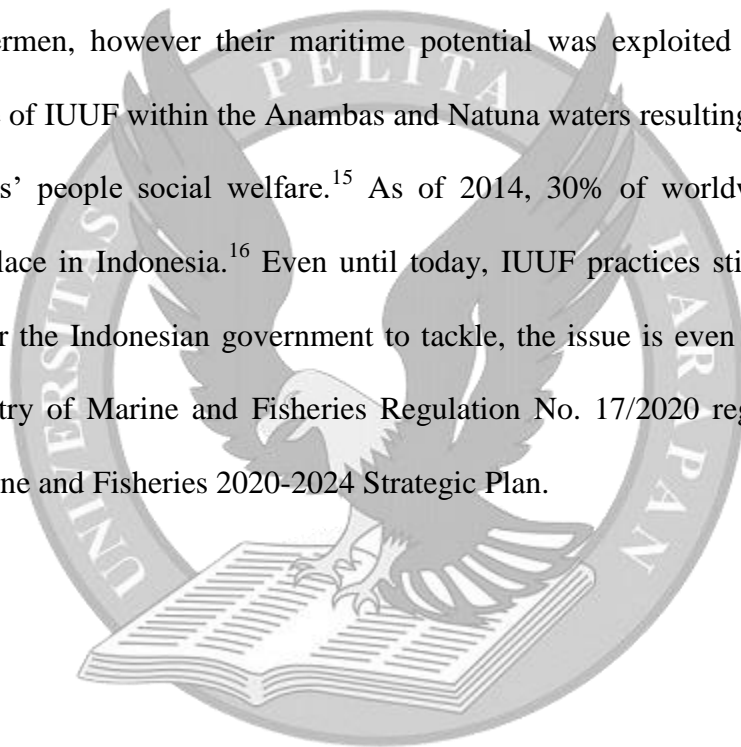 ermen, however their maritime potential was exploited
of IUUF within the Anambas and Natuna waters resulting
s’ people social welfare.15 As of 2014, 30% of worldw
lace in Indonesia.16 Even until today, IUUF practices sti
r the Indonesian government to tackle, the issue is even
try of Marine and Fisheries Regulation No. 17/2020 reg
ne and Fisheries 2020-2024 Strategic Plan.
UNIVERSITAS PELITA HARAPAN